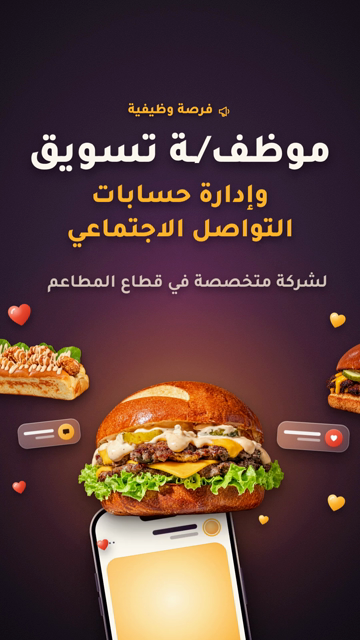 فرصة وظيفية
موظف/ة تسويق
وإدارة حسابات
التواصل الاجتماعي
لشركة متخصصة في قطاع المطاعم